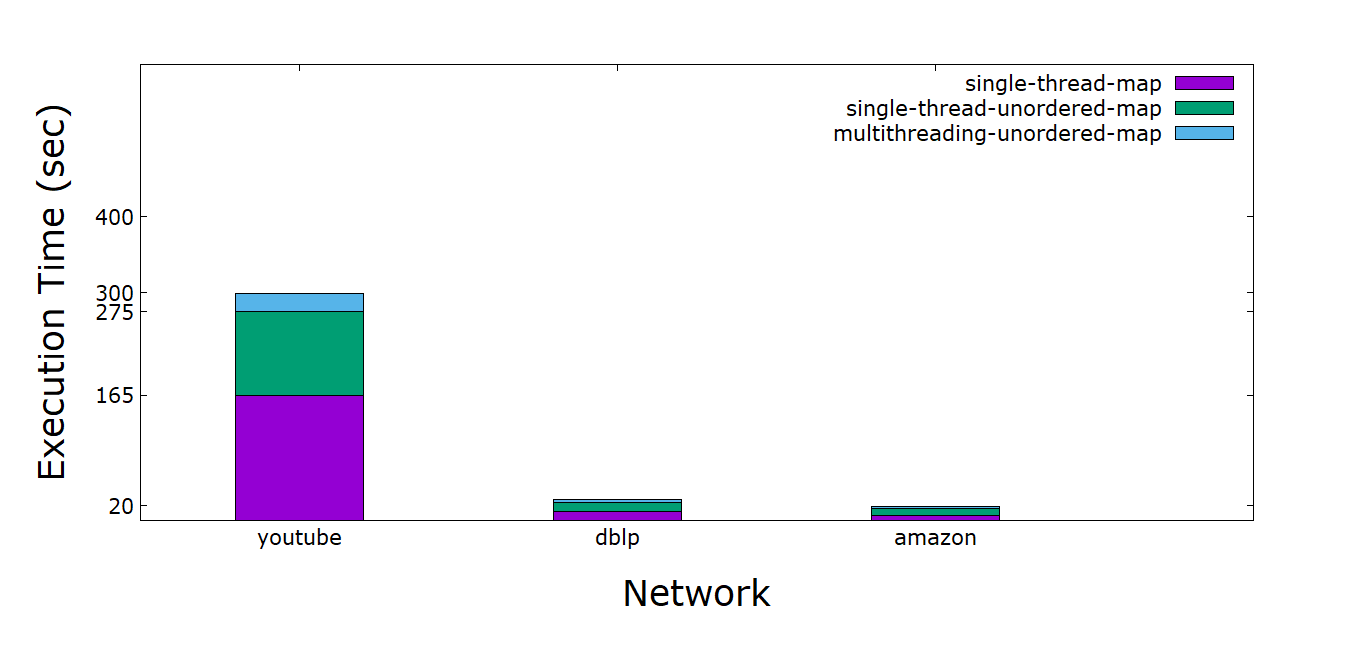 single-thread-map
single-thread-unordered-map
multithreading-unordered-map
Execution Time (sec)
400
300
275
165
20
youtube dblp amazon
Network